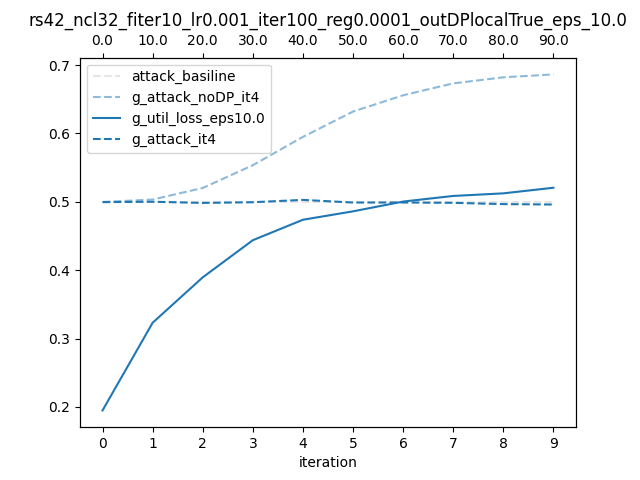 rs42_ncl32_fiter10_lr0.001_iter100_reg0.0001_outDPlocalTrue_eps_10.0
0.0 10.0 20.0 30.0 40.0 50.0 60.0 70.0 80.0 90.0
attack_basiline
g_attack_noDP_it4
g_util_loss_eps10.0
g_attack_it4
0.7
0.6
0.5
0.4
0.3
0.2
0 1 2 3 4 5 6 7 8 9
iteration